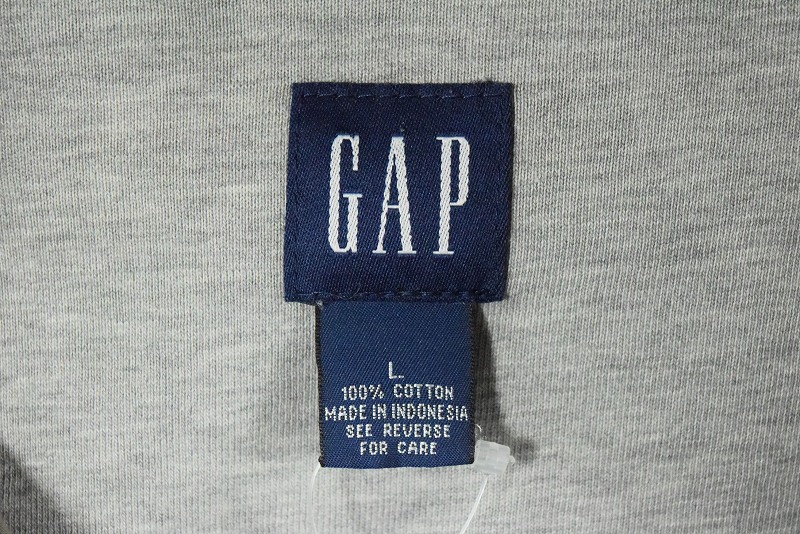 GAP
L.
100% COTTON
MADE IN INDONESIA
SEE REVERSE
FOR CARE